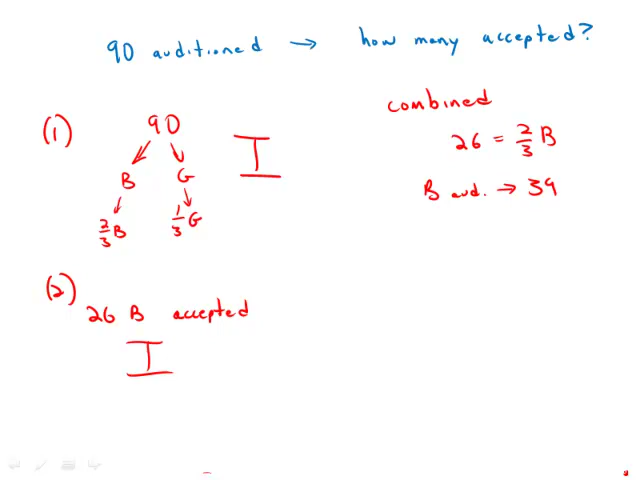 90 auditioned → how many accepted?
combined
(1) 90
I
26 = 2/3 B
B G
B aud. → 39
2/3 B 1/3 G
(2)
26 B accepted
I